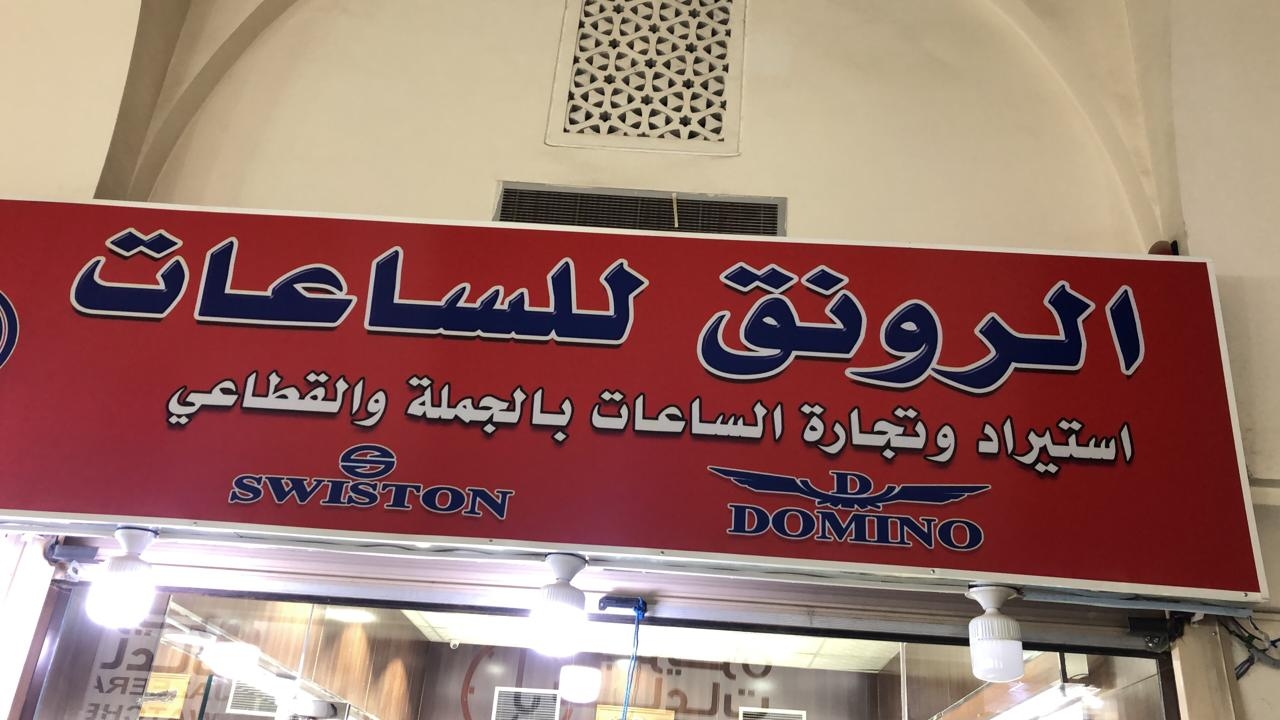 الرونق للساعات
استيراد وتجارة الساعات بالجملة والقطاعي
D
DOMINO
S
SWISTON